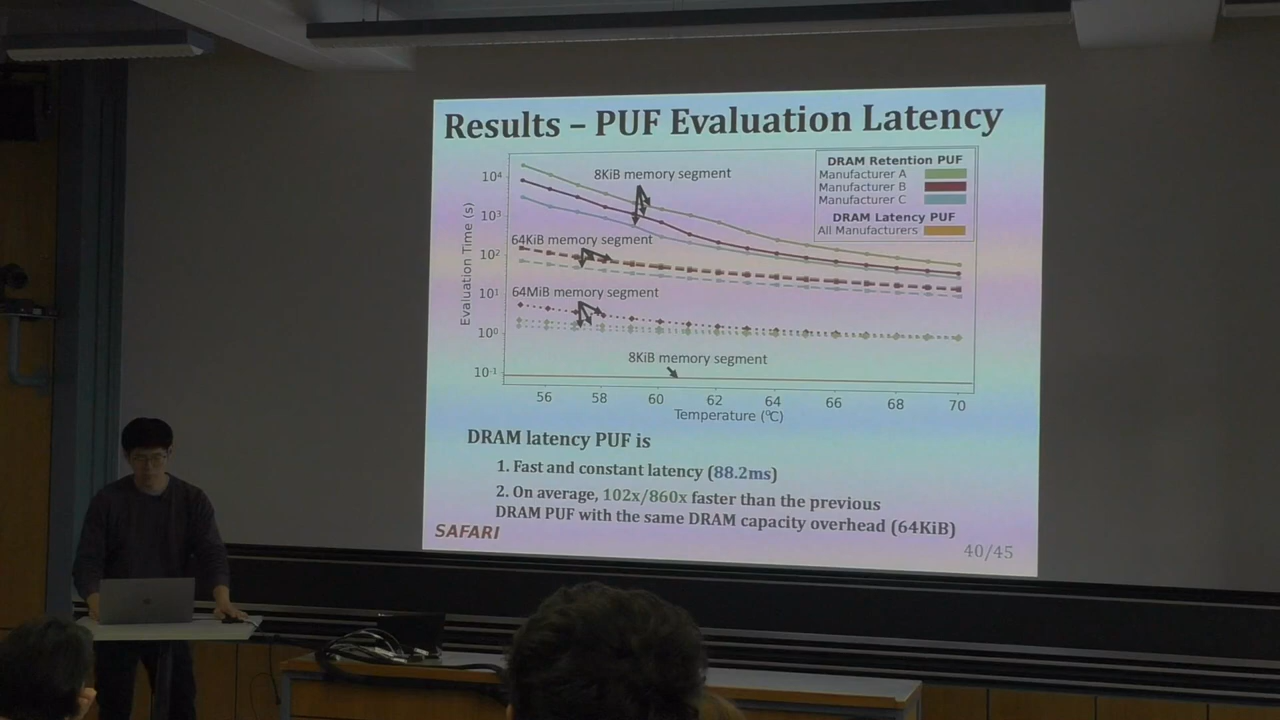 Results – PUF Evaluation Latency
DRAM Retention PUF
Manufacturer A
Manufacturer B
Manufacturer C
DRAM Latency PUF
All Manufacturers
8KiB memory segment
64KiB memory segment
64MiB memory segment
8KiB memory segment
Evaluation Time (s)
10⁴
10³
10²
10¹
10⁰
10⁻¹
56 58 60 62 64 66 68 70
Temperature (℃)
DRAM latency PUF is
1. Fast and constant latency (88.2ms)
2. On average, 102x/860x faster than the previous
DRAM PUF with the same DRAM capacity overhead (64KiB)
SAFARI
40/45